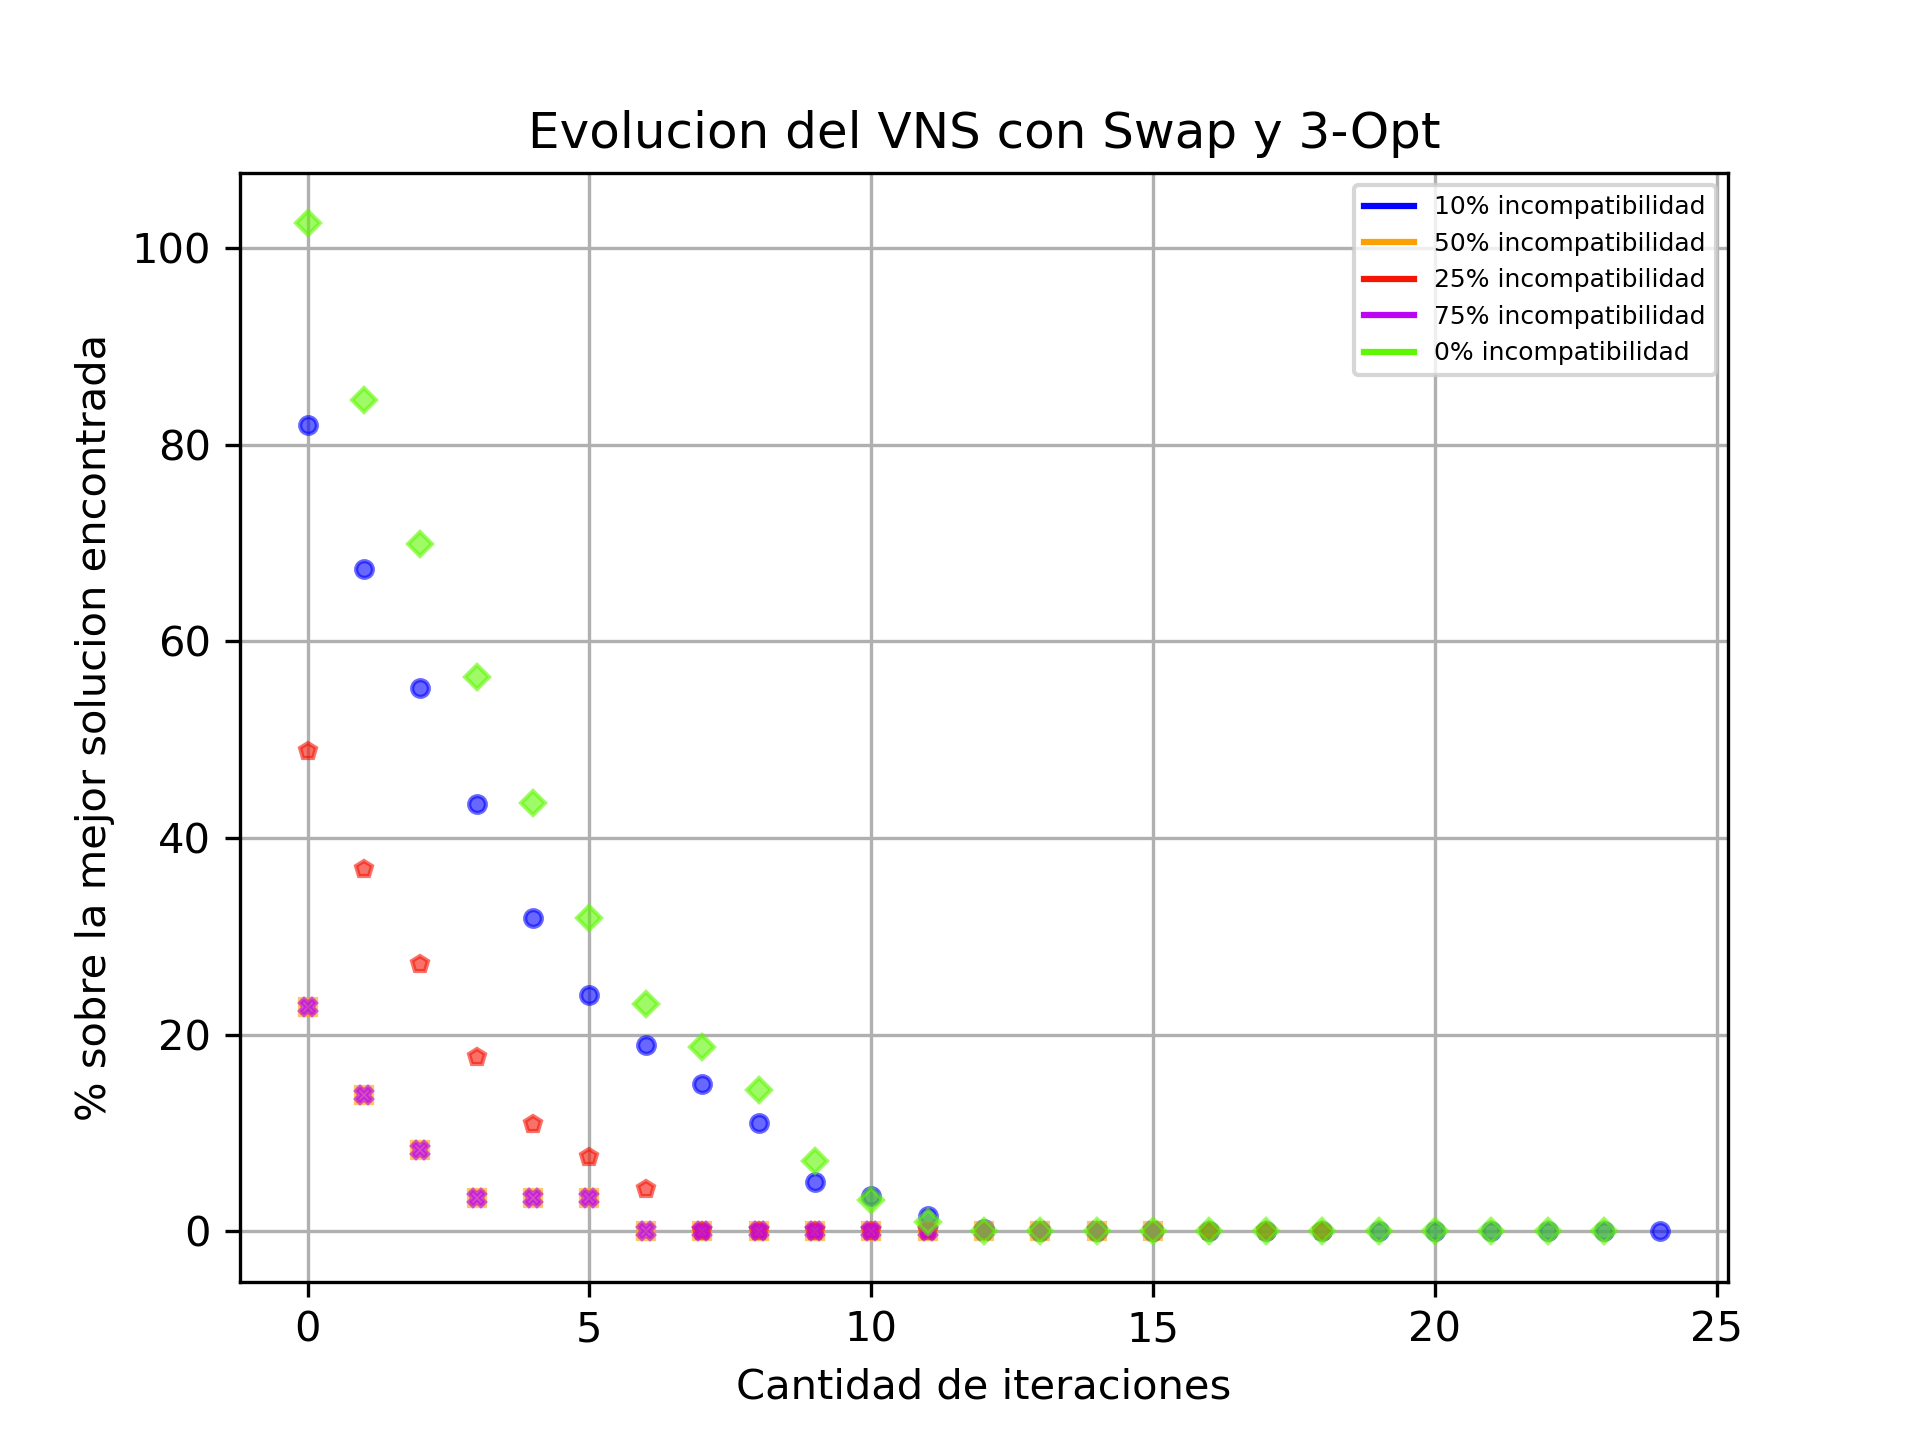 Evolucion del VNS con Swap y 3-Opt
10% incompatibilidad
50% incompatibilidad
25% incompatibilidad
75% incompatibilidad
0% incompatibilidad
% sobre la mejor solucion encontrada
100
80
60
40
20
0
0 5 10 15 20 25
Cantidad de iteraciones